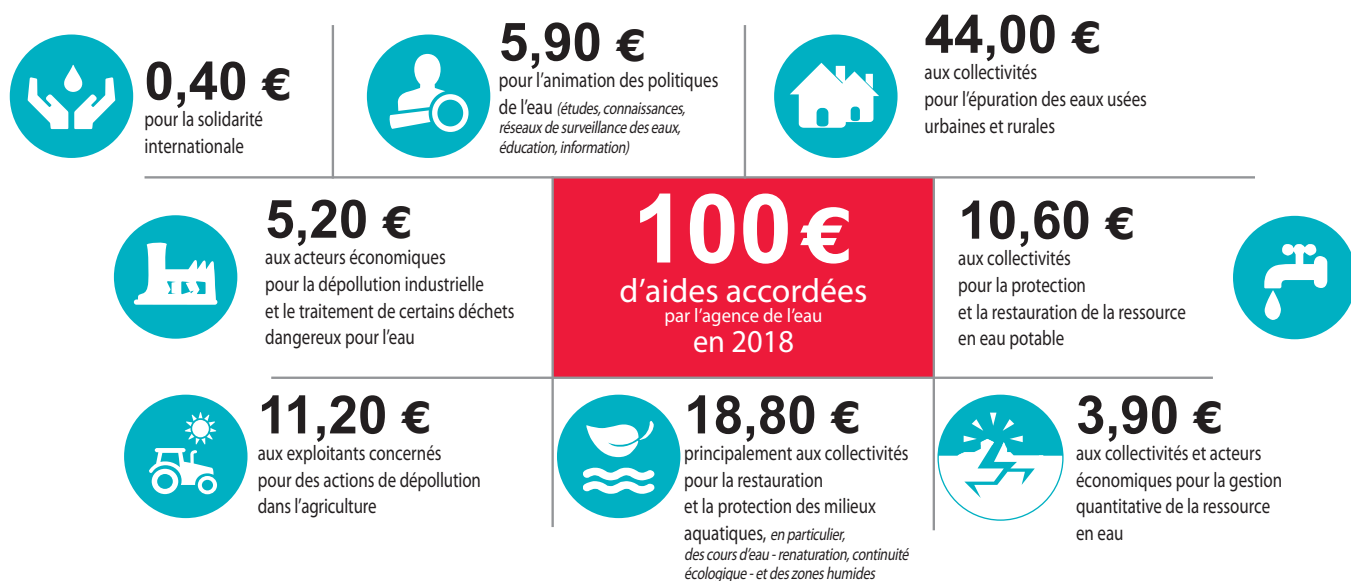 0,40 €
pour la solidarité
internationale
5,90 €
pour l'animation des politiques
de l'eau (études, connaissances,
réseaux de surveillance des eaux,
éducation, information)
44,00 €
aux collectivités
pour l'épuration des eaux usées
urbaines et rurales
5,20 €
aux acteurs économiques
pour la dépollution industrielle
et le traitement de certains déchets
dangereux pour l'eau
100 €
d'aides accordées
par l'agence de l'eau
en 2018
10,60 €
aux collectivités
pour la protection
et la restauration de la ressource
en eau potable
11,20 €
aux exploitants concernés
pour des actions de dépollution
dans l'agriculture
18,80 €
principalement aux collectivités
pour la restauration
et la protection des milieux
aquatiques, en particulier,
des cours d'eau - renaturation, continuité
écologique - et des zones humides
3,90 €
aux collectivités et acteurs
économiques pour la gestion
quantitative de la ressource
en eau